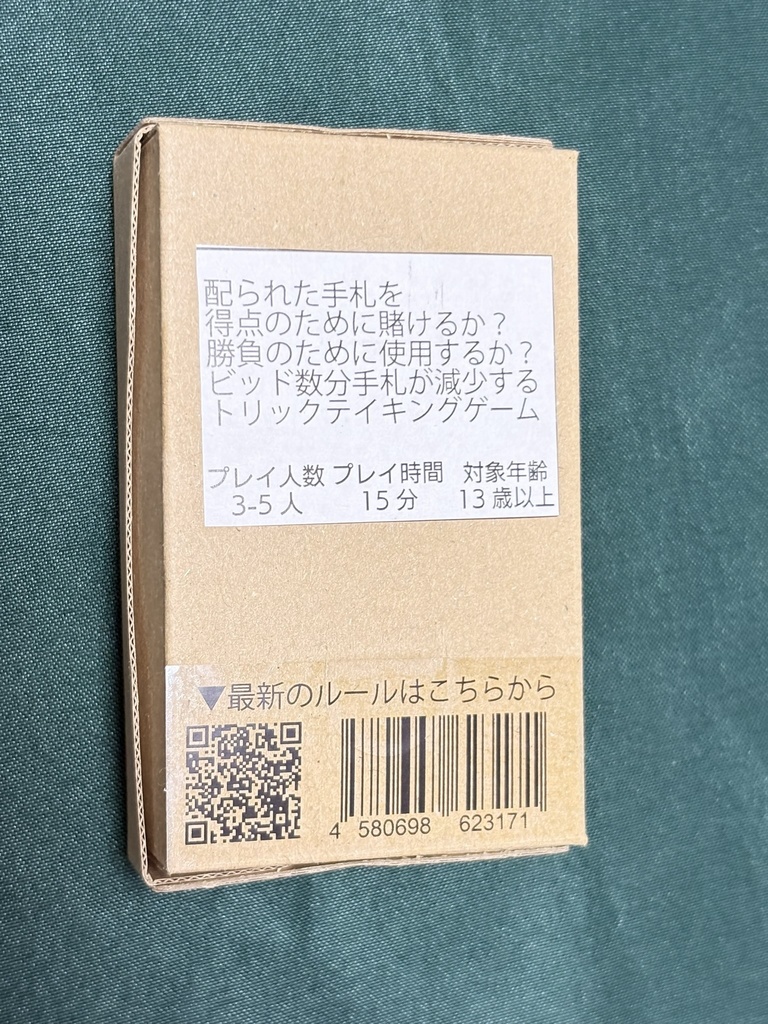 配られた手札を
得点のために賭けるか？
勝負のために使用するか？
ビッド数分手札が減少する
トリックテイキングゲーム
プレイ人数 プレイ時間 対象年齢
3-5人 15分 13歳以上
▼最新のルールはこちらから
4 580698 623171